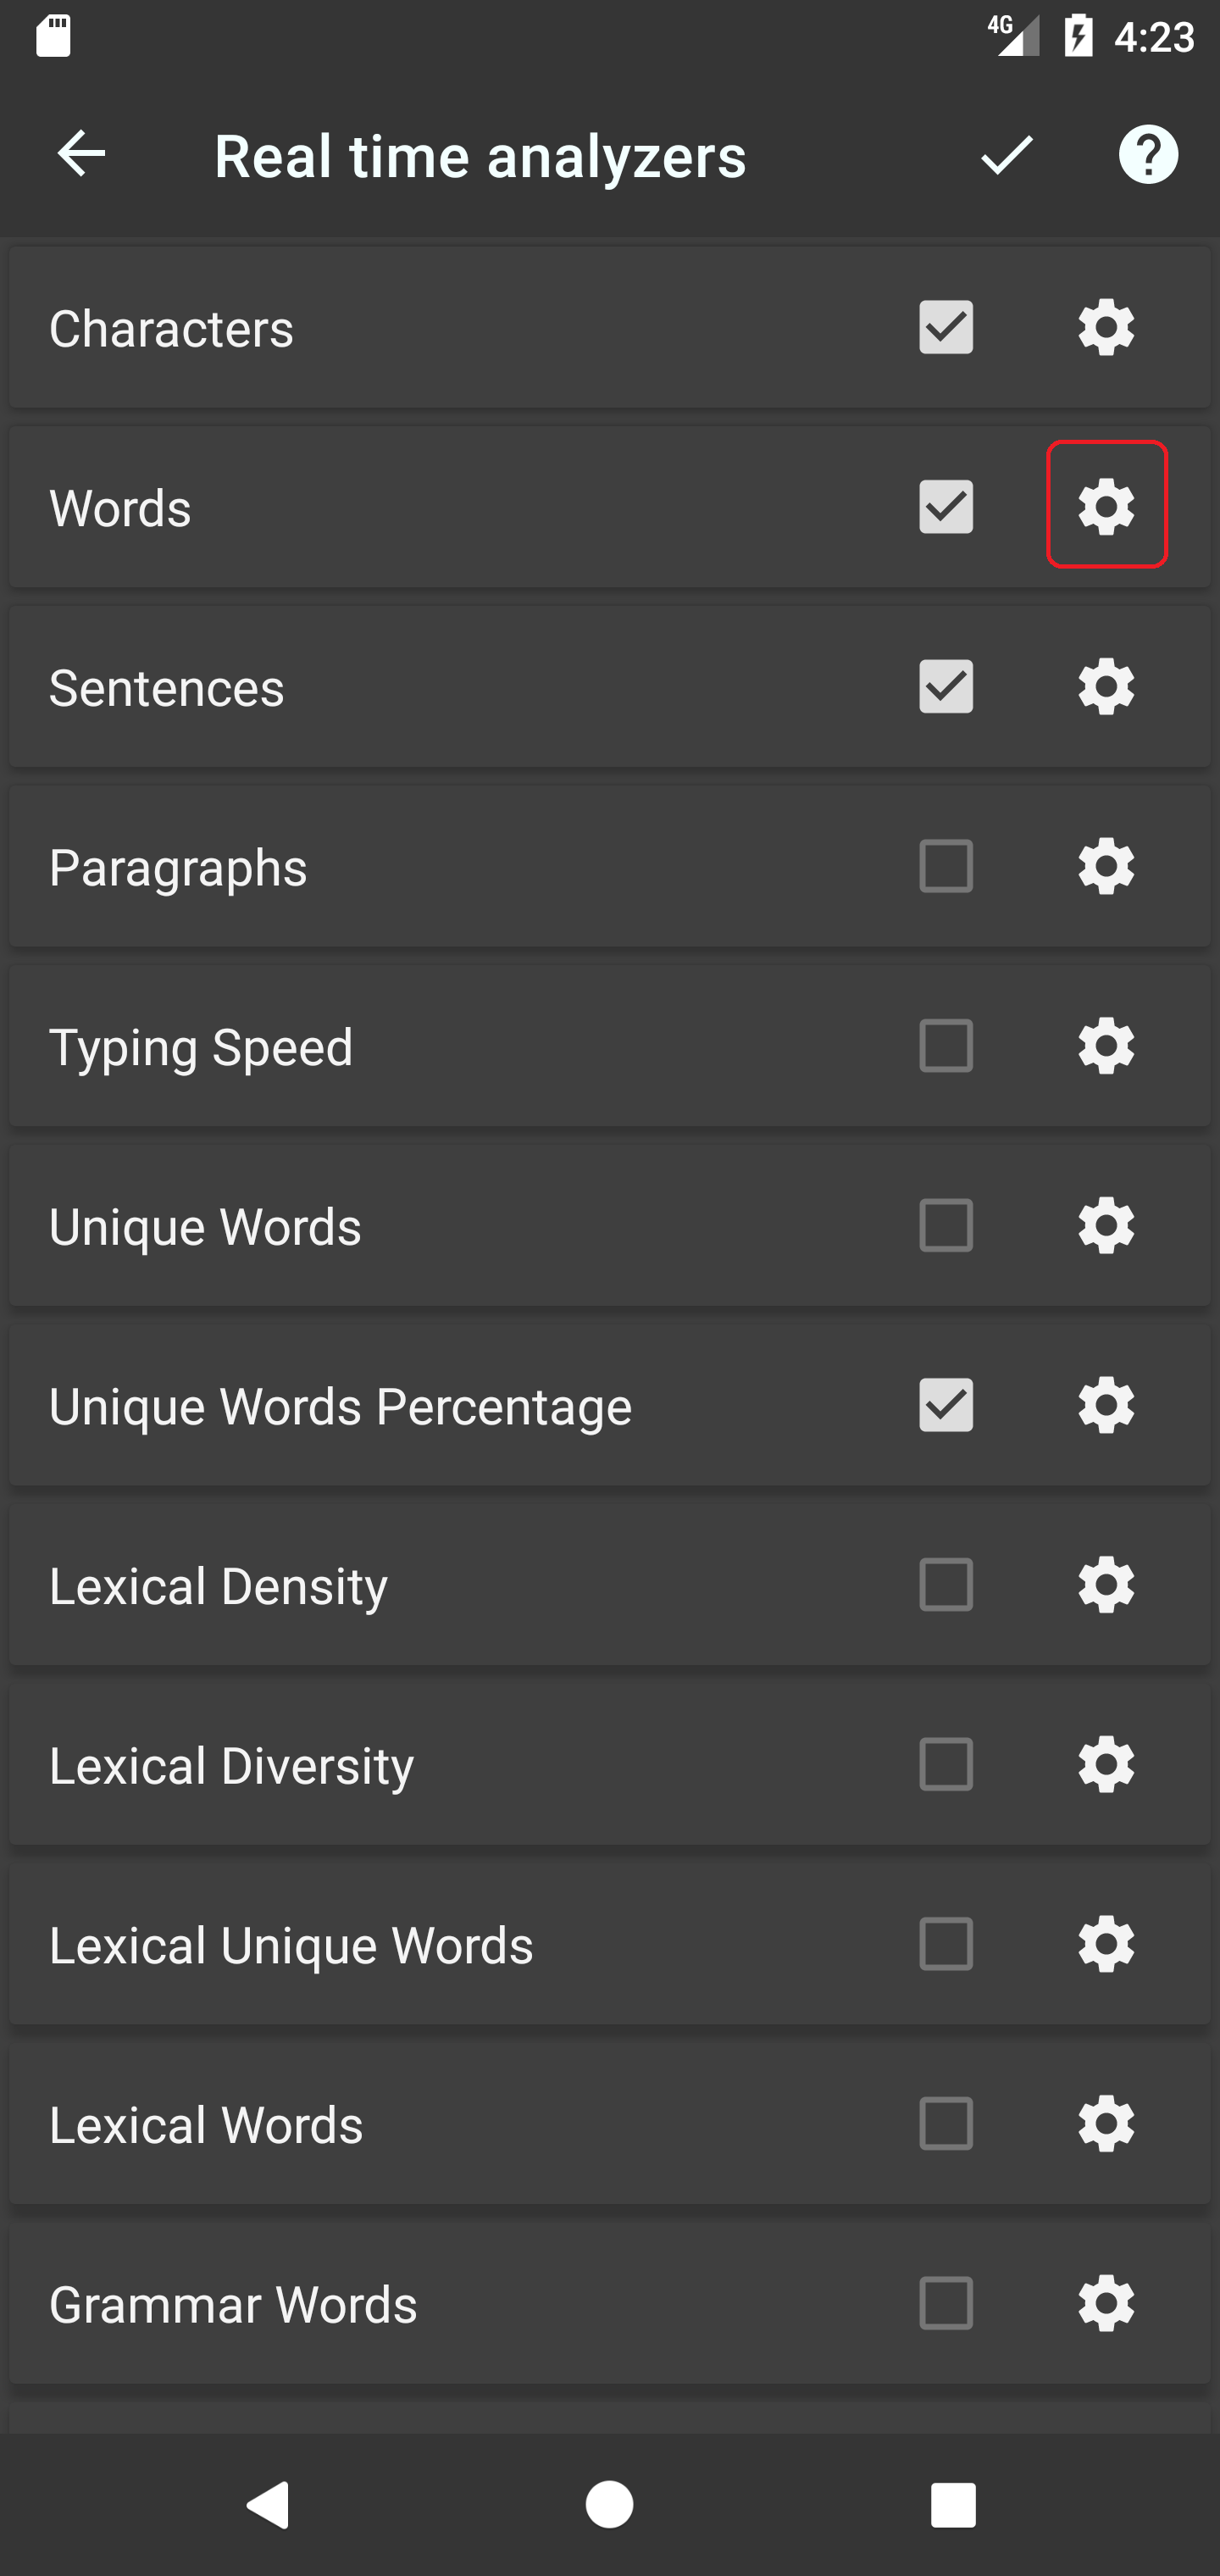 4G 4:23
Real time analyzers
Characters
Words
Sentences
Paragraphs
Typing Speed
Unique Words
Unique Words Percentage
Lexical Density
Lexical Diversity
Lexical Unique Words
Lexical Words
Grammar Words